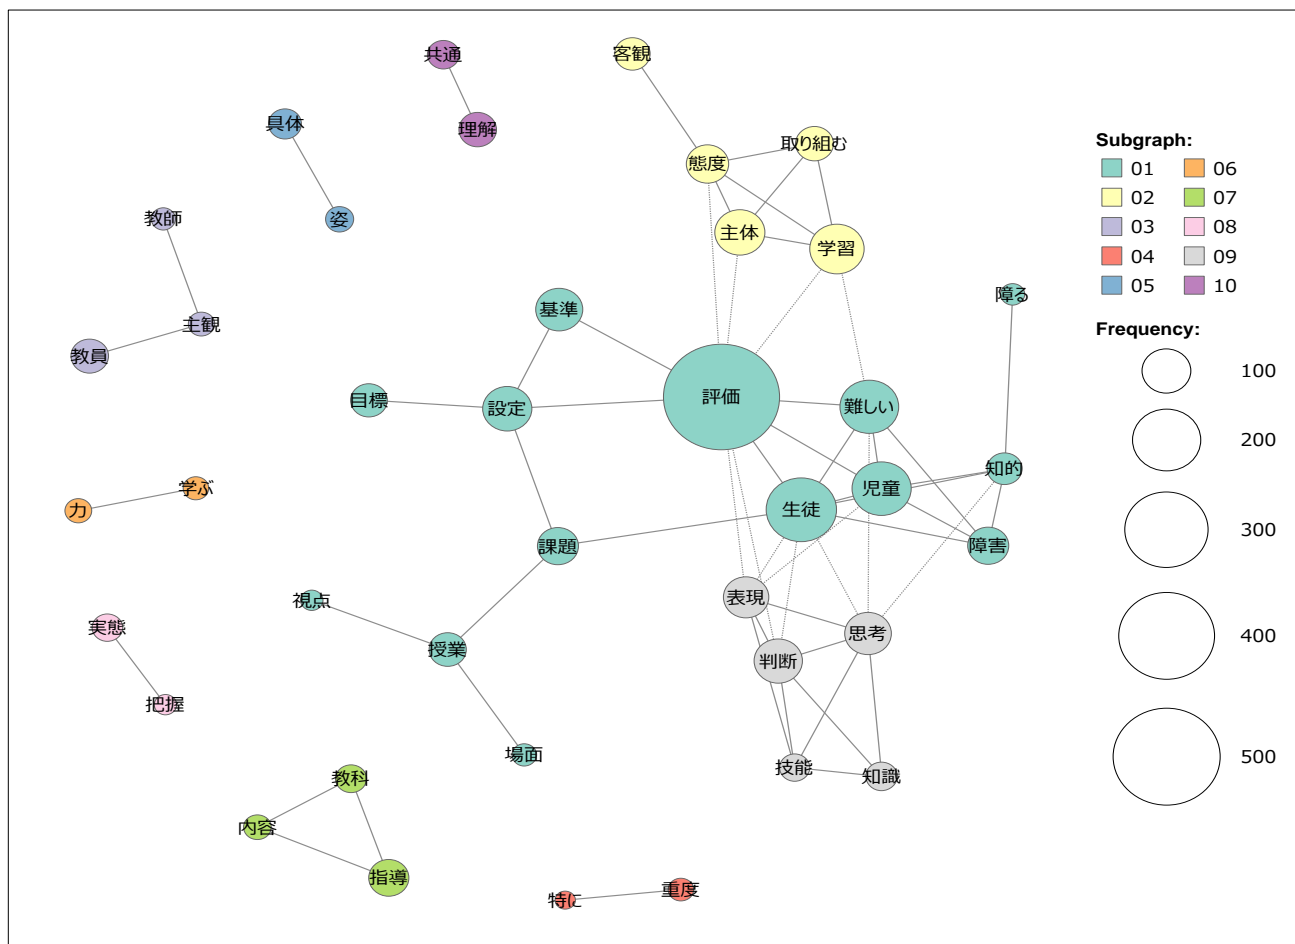 客観
共通
理解
取り組む
具体
態度
教師
姿
主体
学習
障る
基準
主観
教員
評価
目標
設定
難しい
知的
児童
学ぶ
力
生徒
課題
障害
視点
表現
実態
思考
授業
判断
把握
場面
技能
知識
教科
内容
指導
重度
特に
Subgraph:
01 06
02 07
03 08
04 09
05 10
Frequency:
100
200
300
400
500